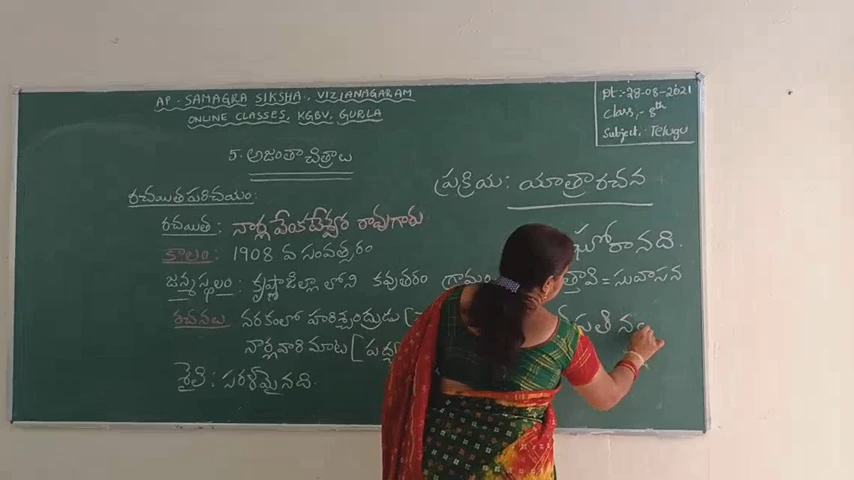 AP. SAMAGRA SIKSHA, VIZIANAGARAM
ONLINE CLASSES, KGBV, GURLA
Dt:-28-08-2021
Class:- 8th
Subject:- Telugu
5. అజంతా చిత్రాలు
ప్రక్రియ: యాత్రారచన
రచయిత పరిచయం:
రచయిత: నార్ల వేంకటేశ్వర రావుగారు
కాలం: 1908 వ సంవత్సరం
జన్మస్థలం: కృష్ణాజిల్లా లోని కవుతరం గ్రామం
రచనలు నరకంలో హరిశ్చంద్రుడు
నార్లవారి మాట
శైలి: సరళమైనది.
ఘోరానది.
= సువాసన